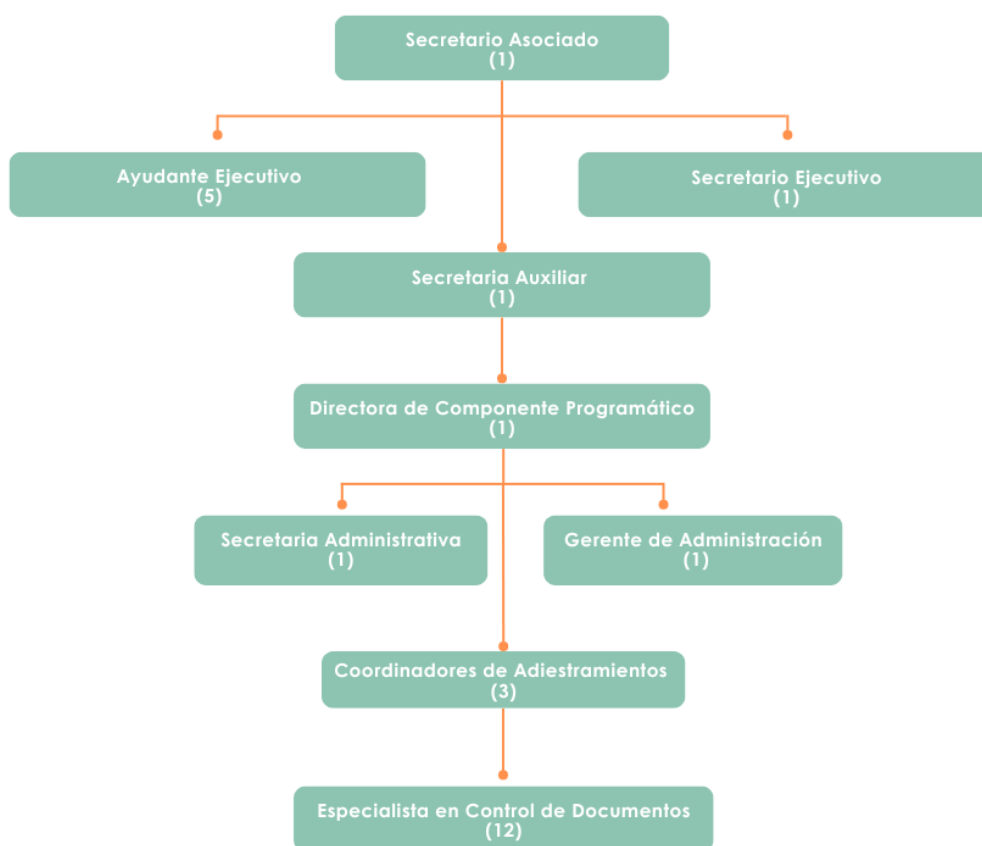 Secretario Asociado
(1)
Ayudante Ejecutivo
(5)
Secretario Ejecutivo
(1)
Secretaria Auxiliar
(1)
Directora de Componente Programático
(1)
Secretaria Administrativa
(1)
Gerente de Administración
(1)
Coordinadores de Adiestramientos
(3)
Especialista en Control de Documentos
(12)